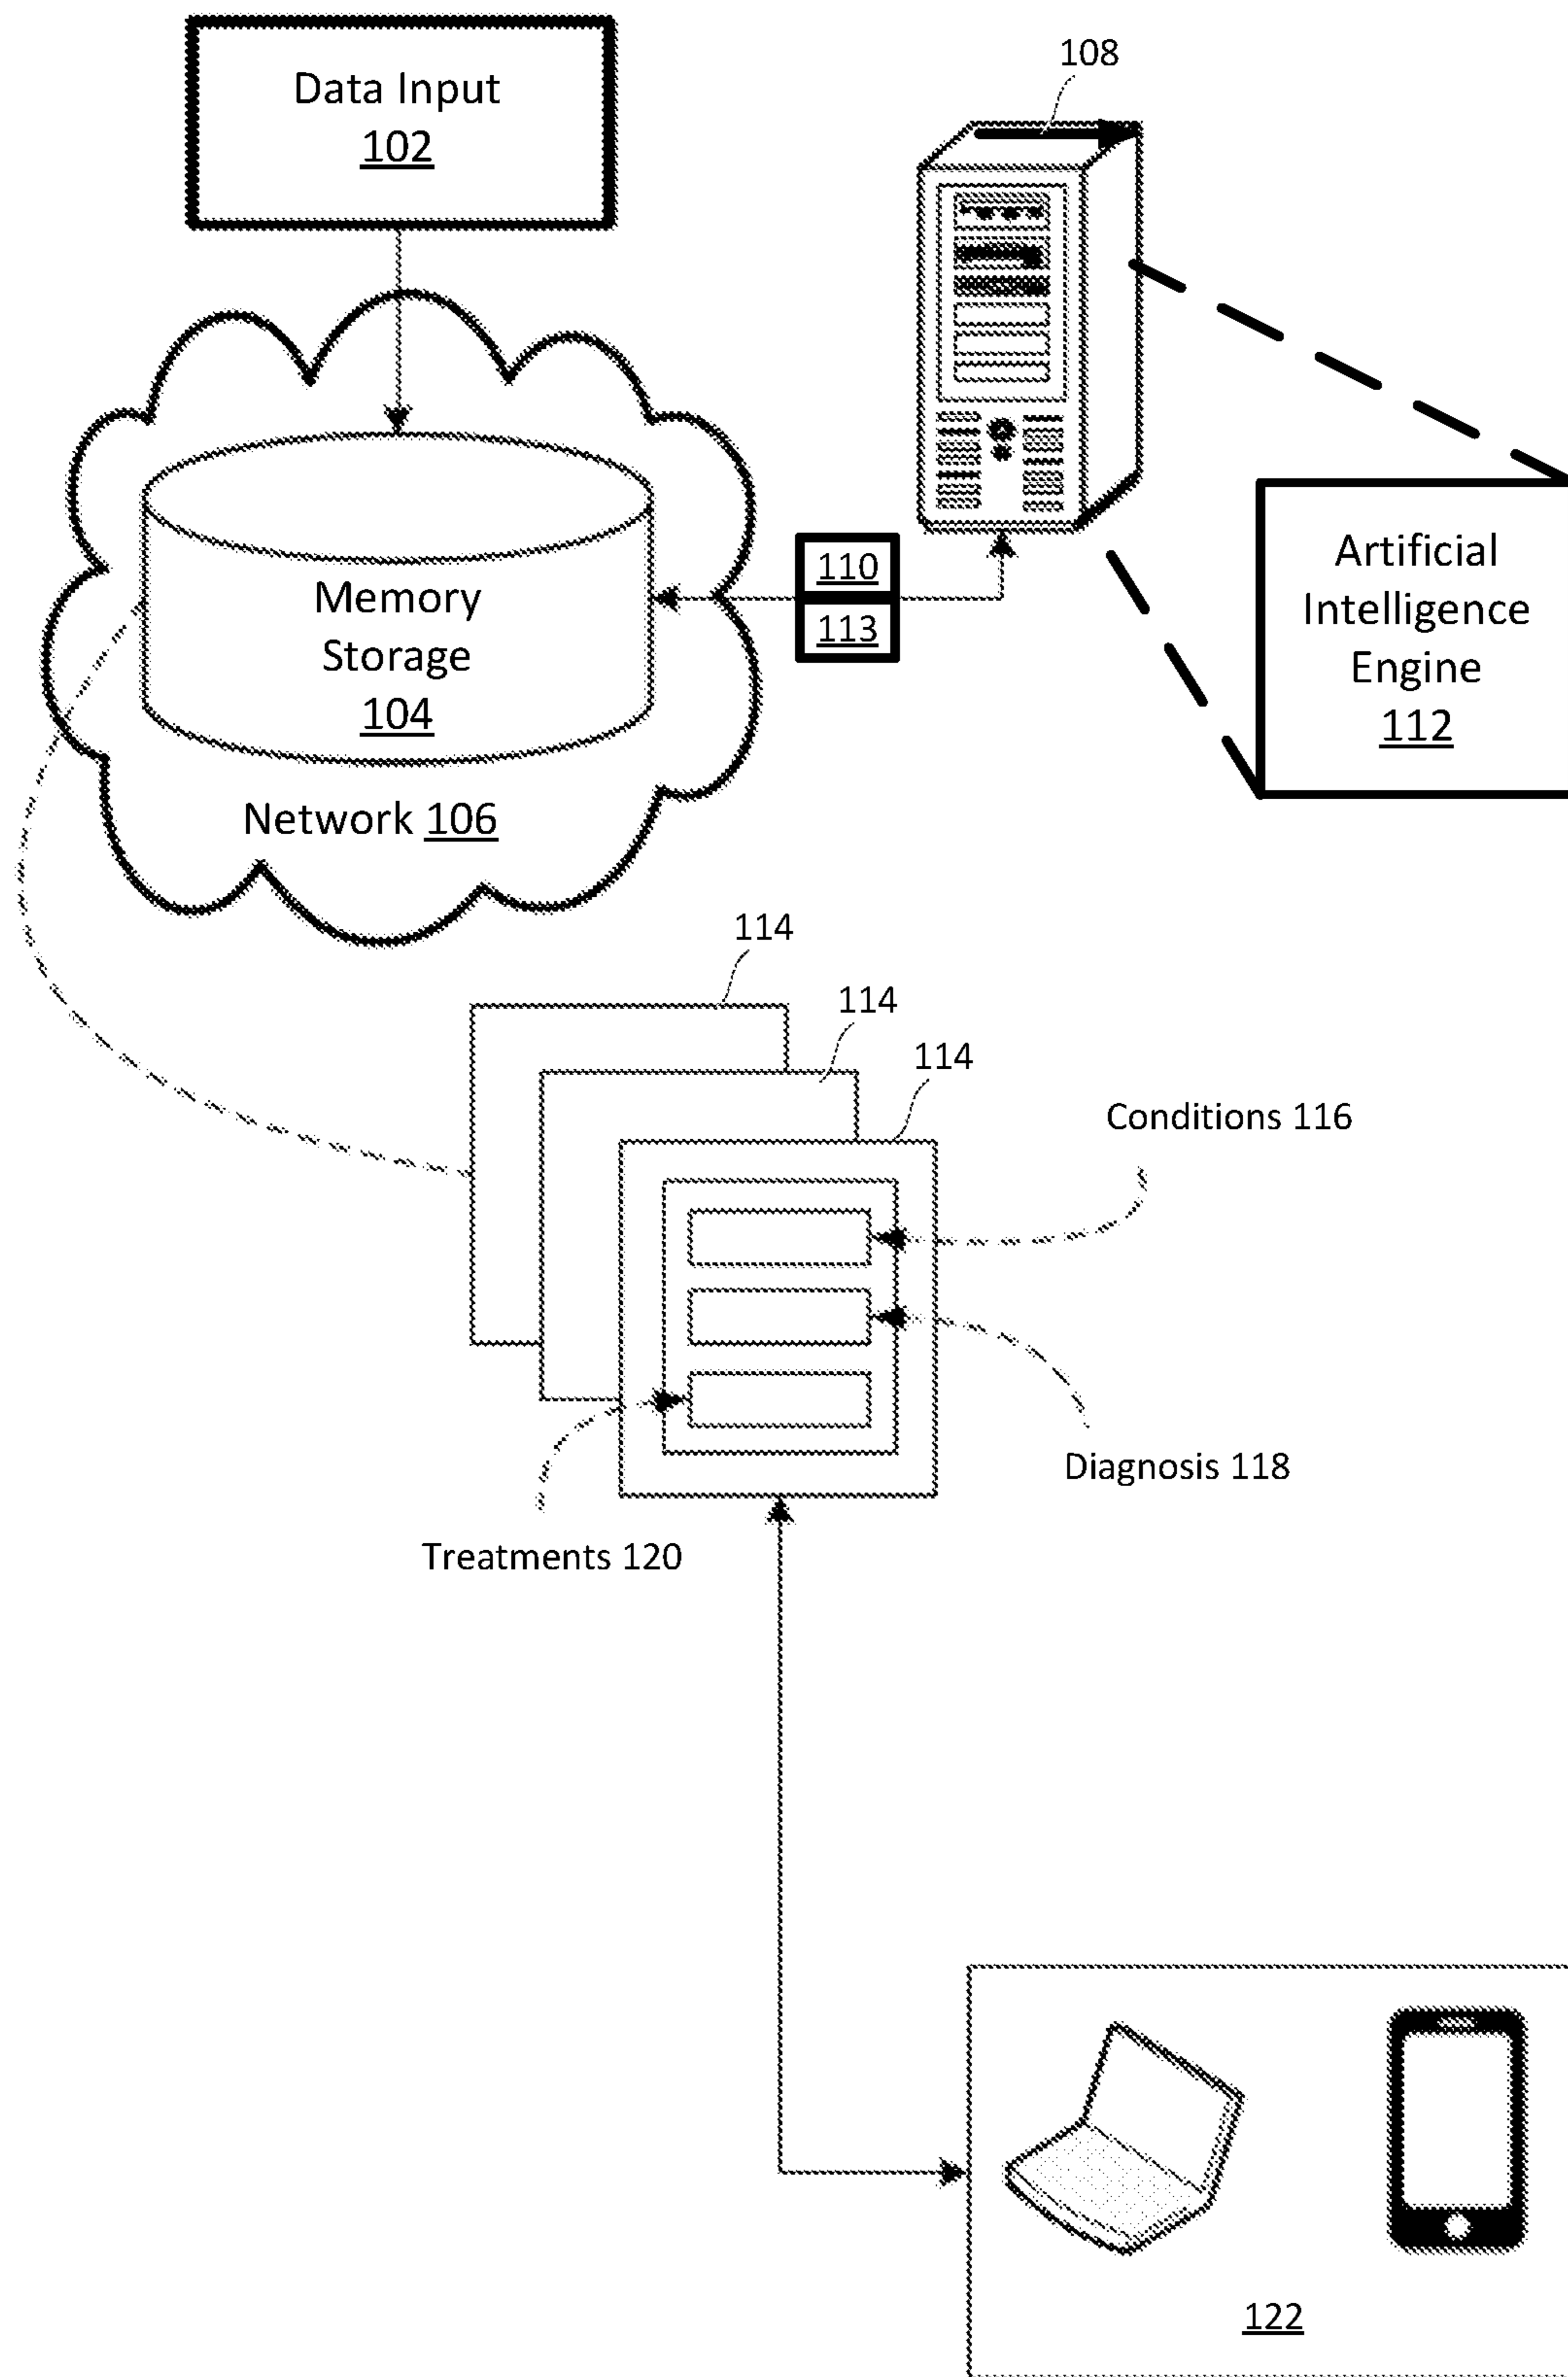 Data Input
102
108
110
113
Memory
Storage
104
Network 106
Artificial
Intelligence
Engine
112
114
114
114
Conditions 116
Diagnosis 118
Treatments 120
122